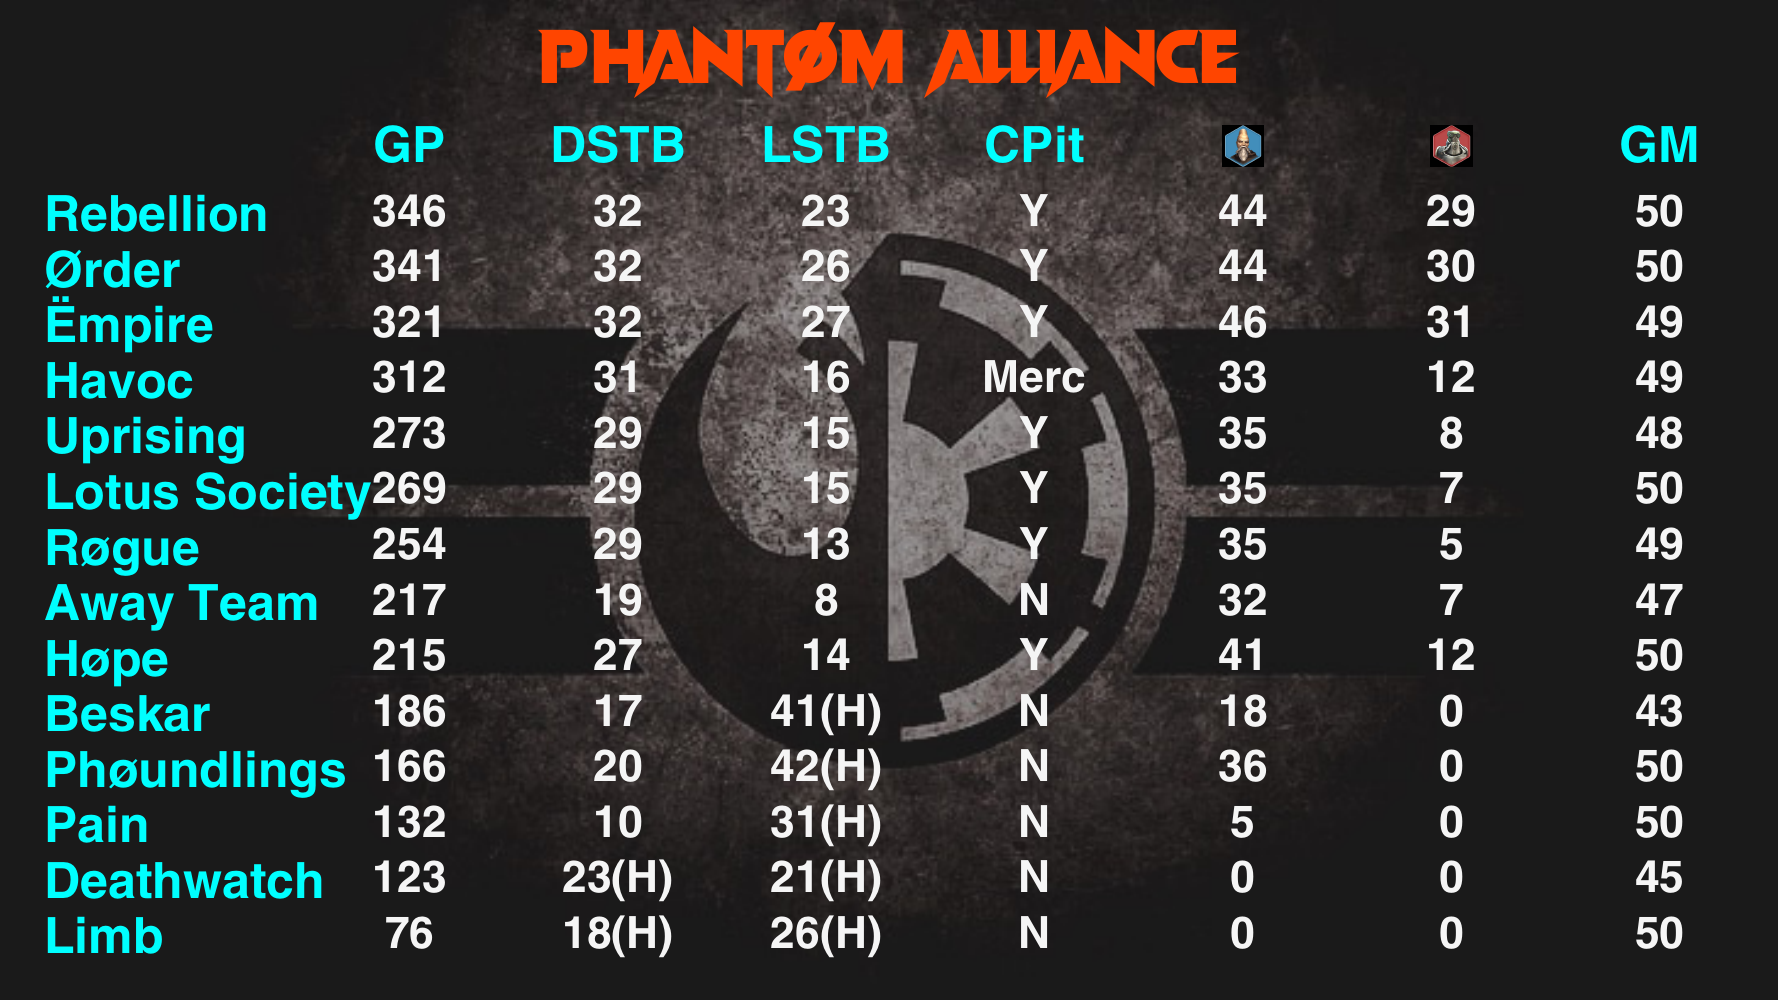 PHANTØM ALLIANCE
GP DSTB LSTB CPit GM
Rebellion 346 32 23 Y 44 29 50
Ørder 341 32 26 Y 44 30 50
Ëmpire 321 32 27 Y 46 31 49
Havoc 312 31 16 Merc 33 12 49
Uprising 273 29 15 Y 35 8 48
Lotus Society 269 29 15 Y 35 7 50
Røgue 254 29 13 Y 35 5 49
Away Team 217 19 8 N 32 7 47
Høpe 215 27 14 Y 41 12 50
Beskar 186 17 41(H) N 18 0 43
Phøundlings 166 20 42(H) N 36 0 50
Pain 132 10 31(H) N 5 0 50
Deathwatch 123 23(H) 21(H) N 0 0 45
Limb 76 18(H) 26(H) N 0 0 50